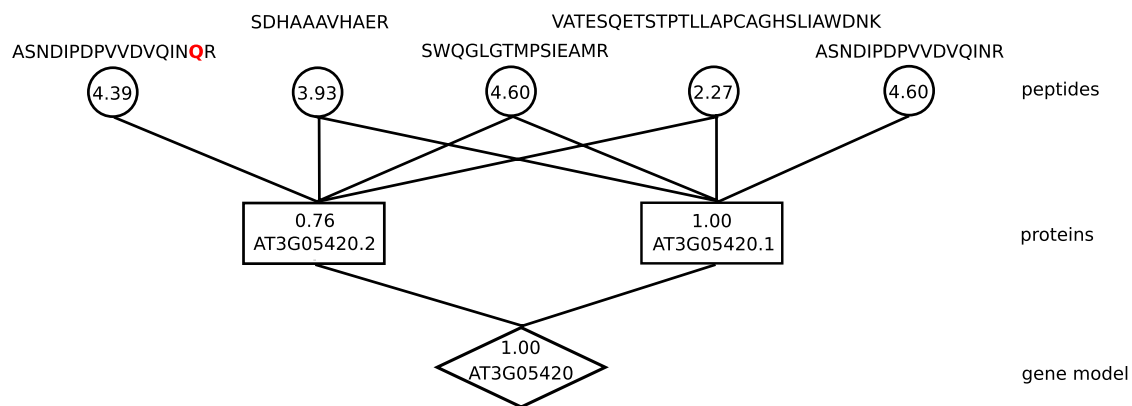 SDHAAAVHAER
VATESQETSTPTLLAPCAGHSLIAWDNK
ASNDIPDPVVDVQINQR
SWQGLGTMPSIEAMR
ASNDIPDPVVDVQINR
4.39
3.93
4.60
2.27
4.60
peptides
0.76
AT3G05420.2
1.00
AT3G05420.1
proteins
1.00
AT3G05420
gene model